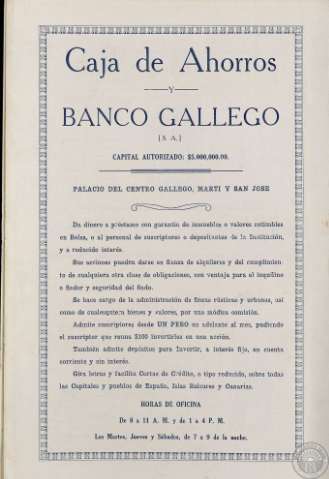 Caja de Ahorros
Y
BANCO GALLEGO
[S A.]
CAPITAL AUTORIZADO: $5.000,000.00.
PALACIO DEL CENTRO GALLEGO, MARTI Y SAN JOSE
Da dinero a préstamo con garantía de inmuebles o valores cotizables
en Bolsa, o al personal de suscriptores o depositantes de la Institución,
y a reducido interés.
Sus acciones pueden darse en fianza de alquileres y del cumplimiento
de cualquiera otra clase de obligaciones, con ventaja para el inquilino
o fiador y seguridad del fiado.
Se hace cargo de la administración de fincas rústicas y urbanas, así
como de cualesquiera bienes y valores, por una módica comisión.
Admite suscriptores desde UN PESO en adelante al mes, pudiendo
el suscriptor que reuna $100 invertirlos en una acción.
También admite depósitos para Invertir, a interés fijo, en cuenta
corriente y sin interés.
Gira letras y facilita Cartas de Crédito, a tipo reducido, sobre todas
las Capitales y pueblos de España, Islas Baleares y Canarias.
HORAS DE OFICINA
De 8 a 11 A. M. y de 1 a 4 P. M.
Los Martes, Jueves y Sábados, de 7 a 9 de la noche.